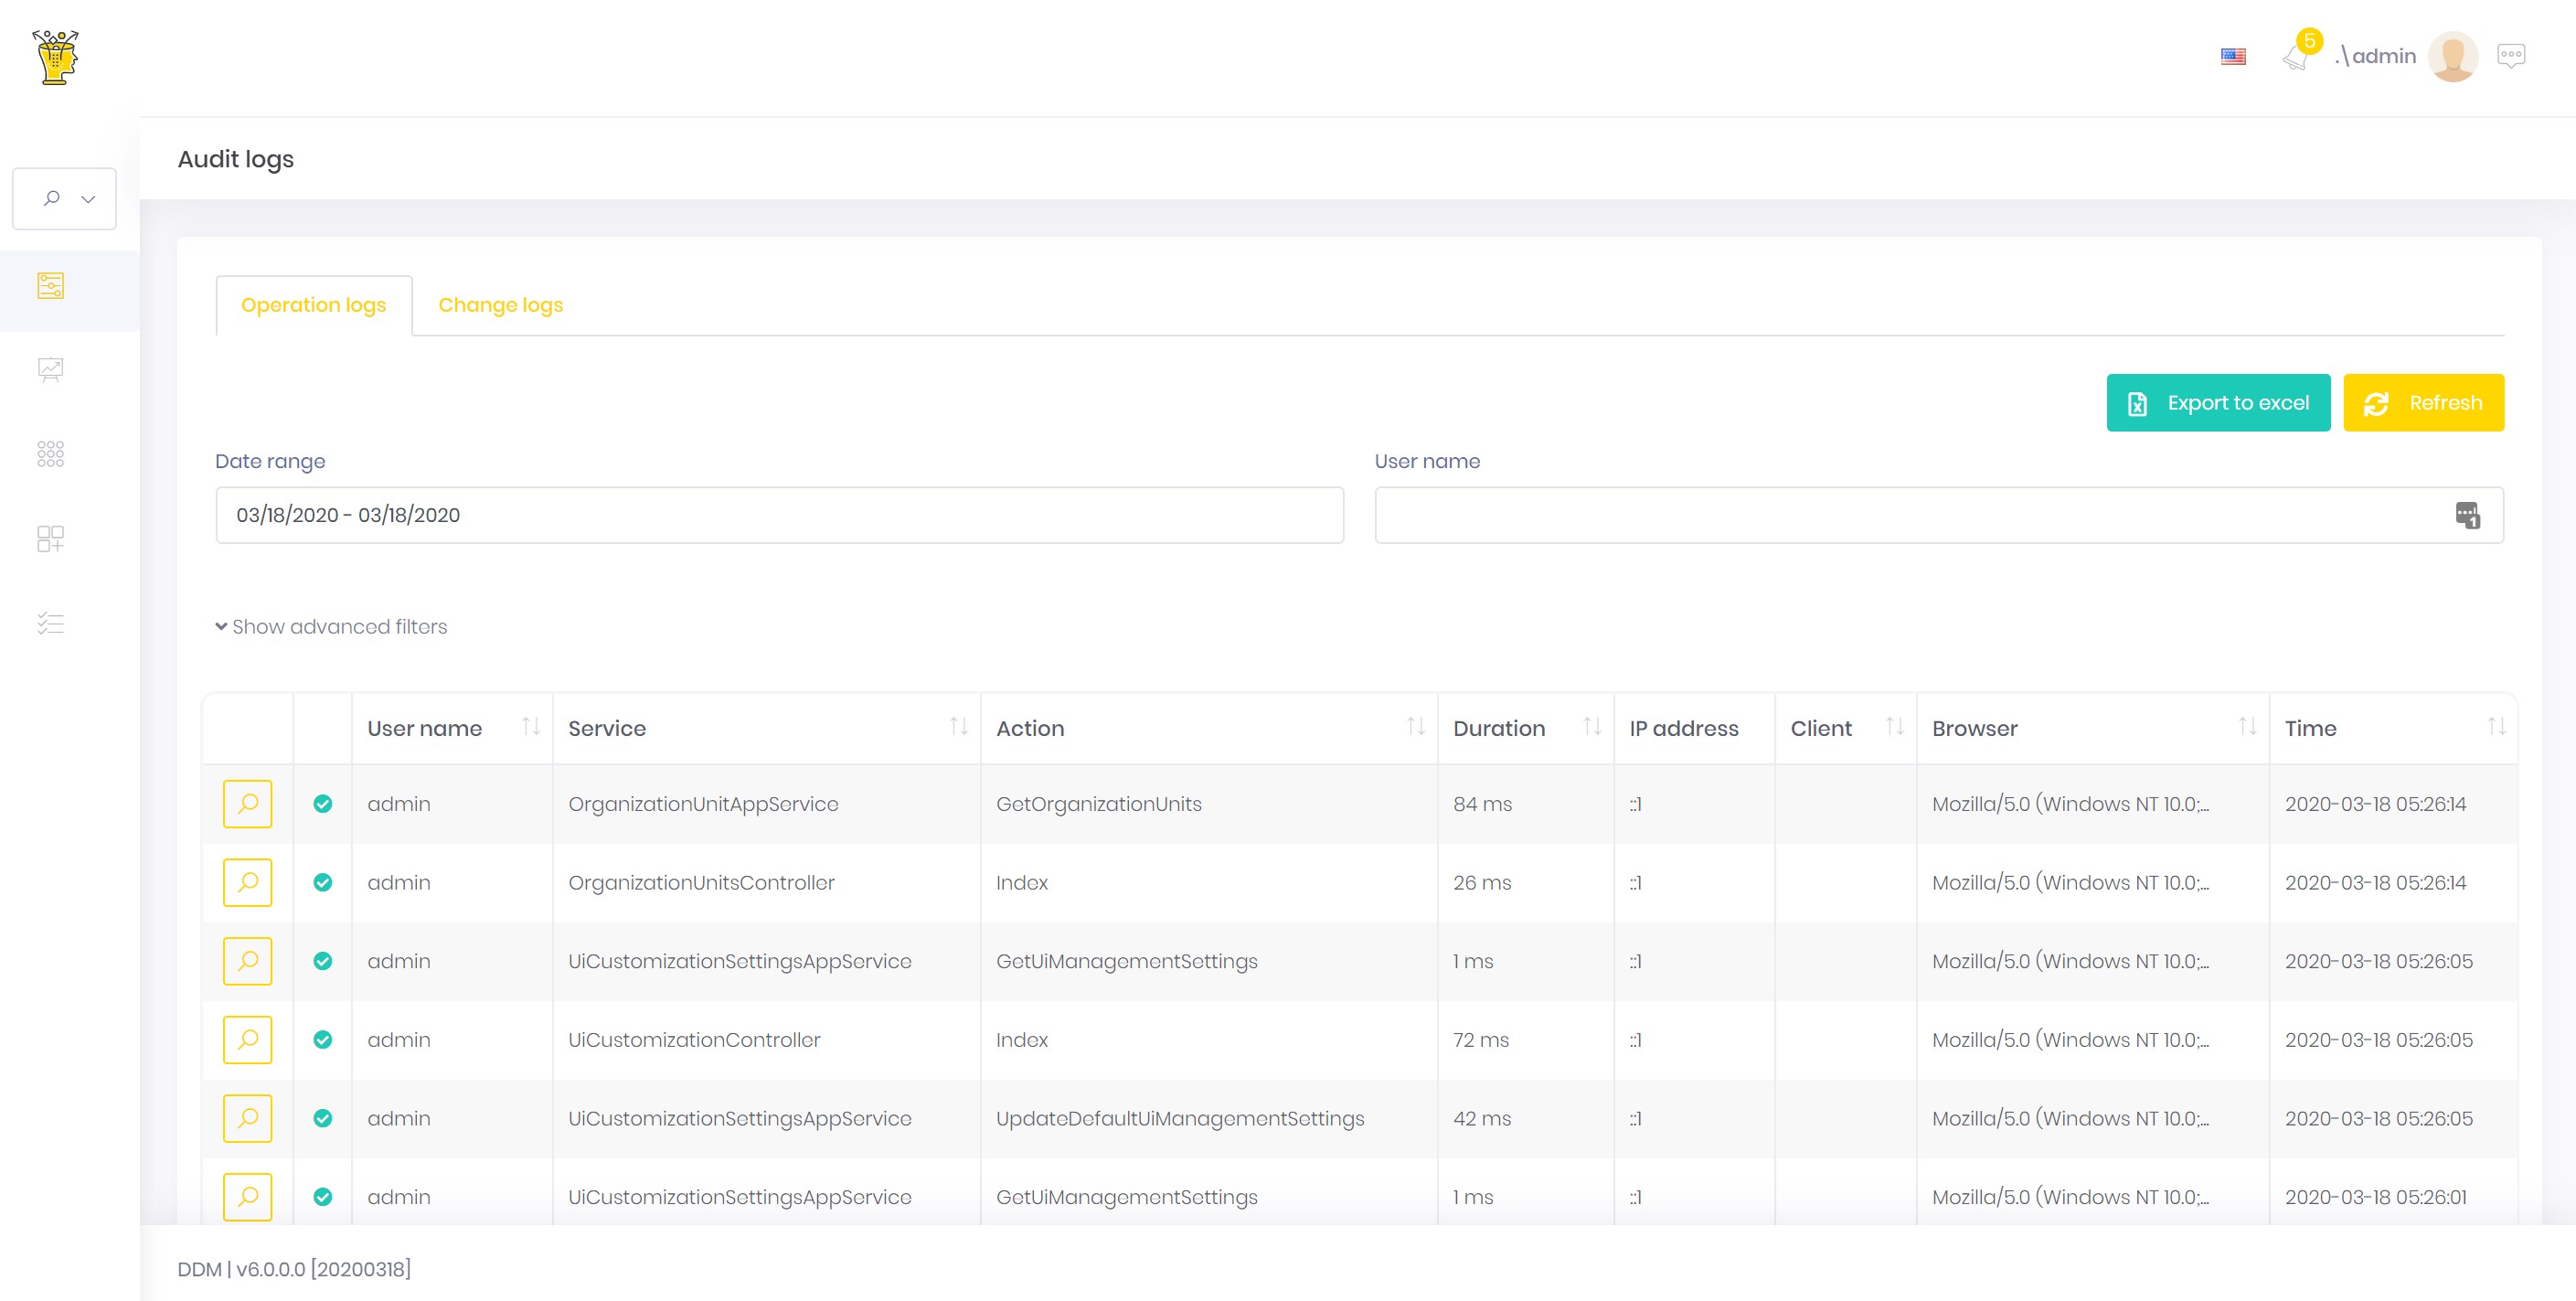 5
.\admin
Audit logs
Operation logs
Change logs
Export to excel
Refresh
Date range
User name
03/18/2020 - 03/18/2020
1
Show advanced filters
User name Service Action Duration IP address Client Browser Time
admin OrganizationUnitAppService GetOrganizationUnits 84 ms ::1 Mozilla/5.0 (Windows NT 10.0;... 2020-03-18 05:26:14
admin OrganizationUnitsController Index 26 ms ::1 Mozilla/5.0 (Windows NT 10.0;... 2020-03-18 05:26:14
admin UiCustomizationSettingsAppService GetUiManagementSettings 1 ms ::1 Mozilla/5.0 (Windows NT 10.0;... 2020-03-18 05:26:05
admin UiCustomizationController Index 72 ms ::1 Mozilla/5.0 (Windows NT 10.0;... 2020-03-18 05:26:05
admin UiCustomizationSettingsAppService UpdateDefaultUiManagementSettings 42 ms ::1 Mozilla/5.0 (Windows NT 10.0;... 2020-03-18 05:26:05
admin UiCustomizationSettingsAppService GetUiManagementSettings 1 ms ::1 Mozilla/5.0 (Windows NT 10.0;... 2020-03-18 05:26:01
DDM | v6.0.0.0 [20200318]